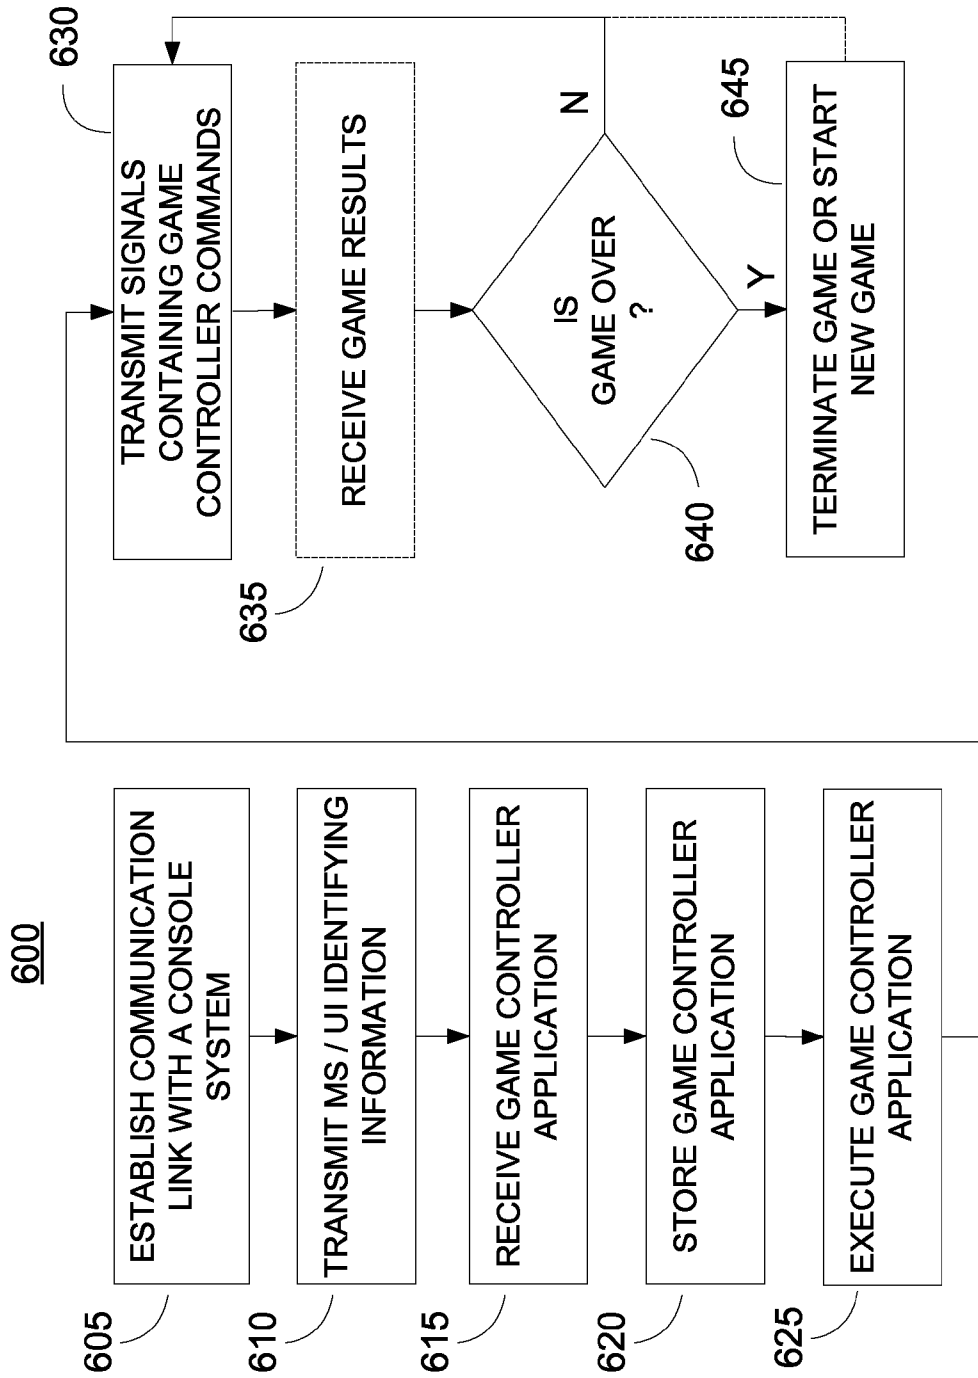 600
605
ESTABLISH COMMUNICATION
LINK WITH A CONSOLE
SYSTEM
610
TRANSMIT MS / UI IDENTIFYING
INFORMATION
615
RECEIVE GAME CONTROLLER
APPLICATION
620
STORE GAME CONTROLLER
APPLICATION
625
EXECUTE GAME CONTROLLER
APPLICATION
630
TRANSMIT SIGNALS
CONTAINING GAME
CONTROLLER COMMANDS
635
RECEIVE GAME RESULTS
640
IS
GAME OVER
?
N
Y
645
TERMINATE GAME OR START
NEW GAME